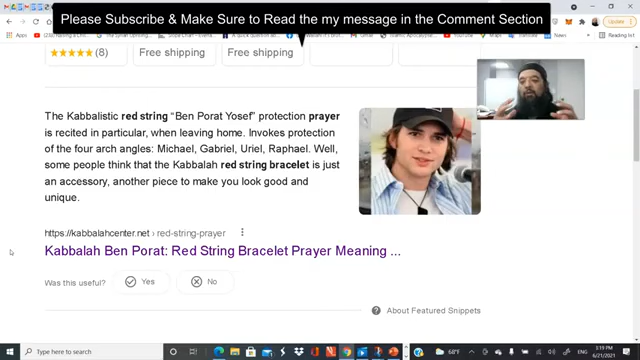 Please Subscribe & Make Sure to Read the my message in the Comment Section
Update
Reading list
(8)
Free shipping
Free shipping
The Kabbalistic red string “Ben Porat Yosef” protection prayer
is recited in particular, when leaving home. Invokes protection
of the four arch angles: Michael, Gabriel, Uriel, Raphael. Well,
some people think that the Kabbalah red string bracelet is just
an accessory, another piece to make you look good and
unique.
https://kabbalahcenter.net › red-string-prayer
Kabbalah Ben Porat: Red String Bracelet Prayer Meaning ...
Was this useful?
Yes
No
About Featured Snippets
Type here to search
68°F
ENG
3:19 PM
6/21/2021